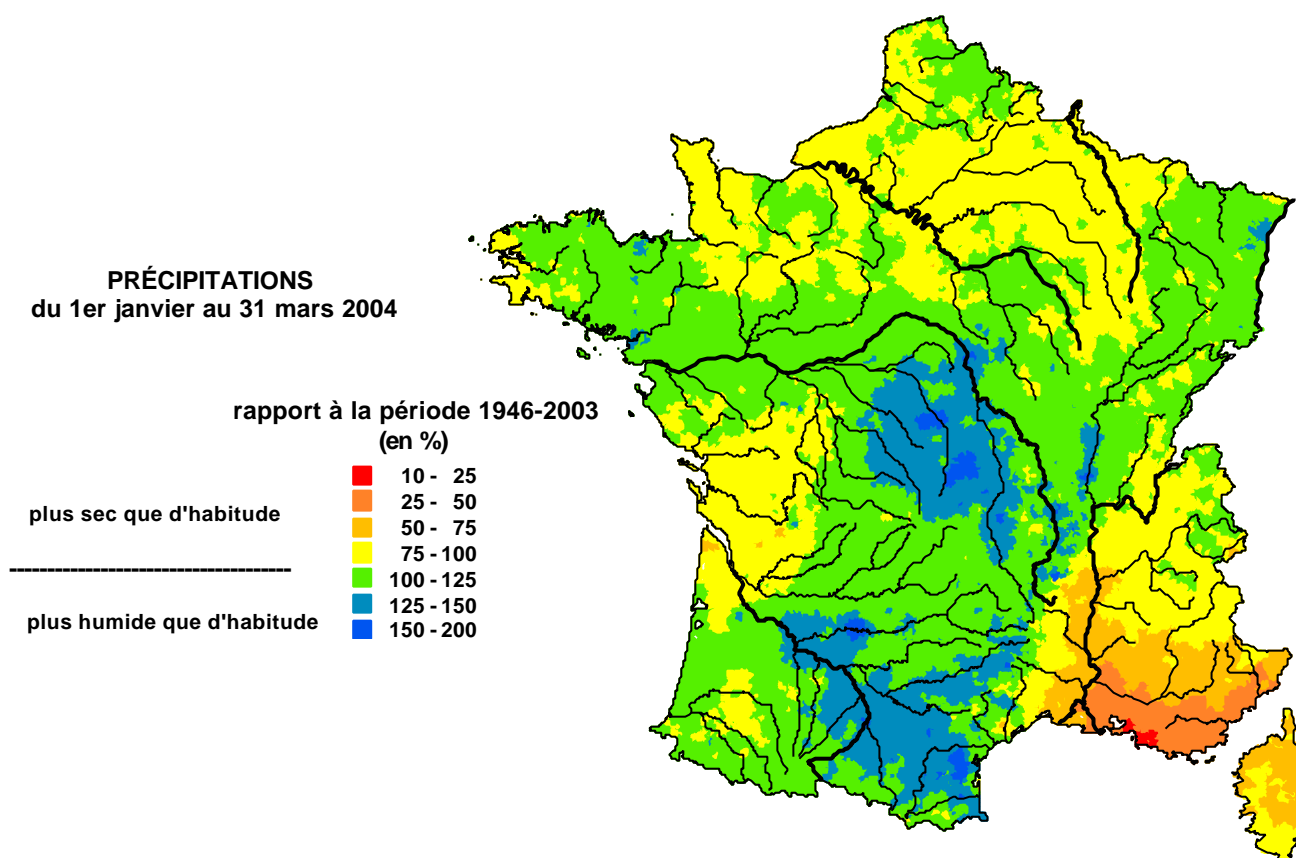 PRÉCIPITATIONS
du 1er janvier au 31 mars 2004
rapport à la période 1946-2003
(en %)
10 - 25
25 - 50
plus sec que d'habitude
50 - 75
75 - 100
100 - 125
125 - 150
plus humide que d'habitude
150 - 200